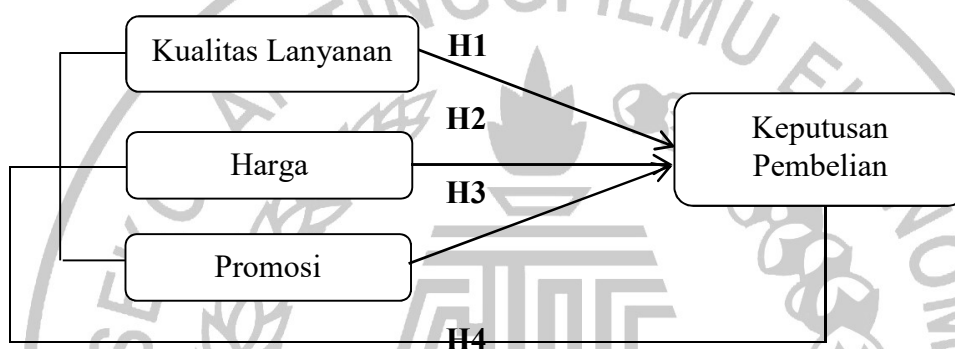 Kualitas Lanyanan
H1
H2
Harga
Keputusan
Pembelian
H3
Promosi
H4